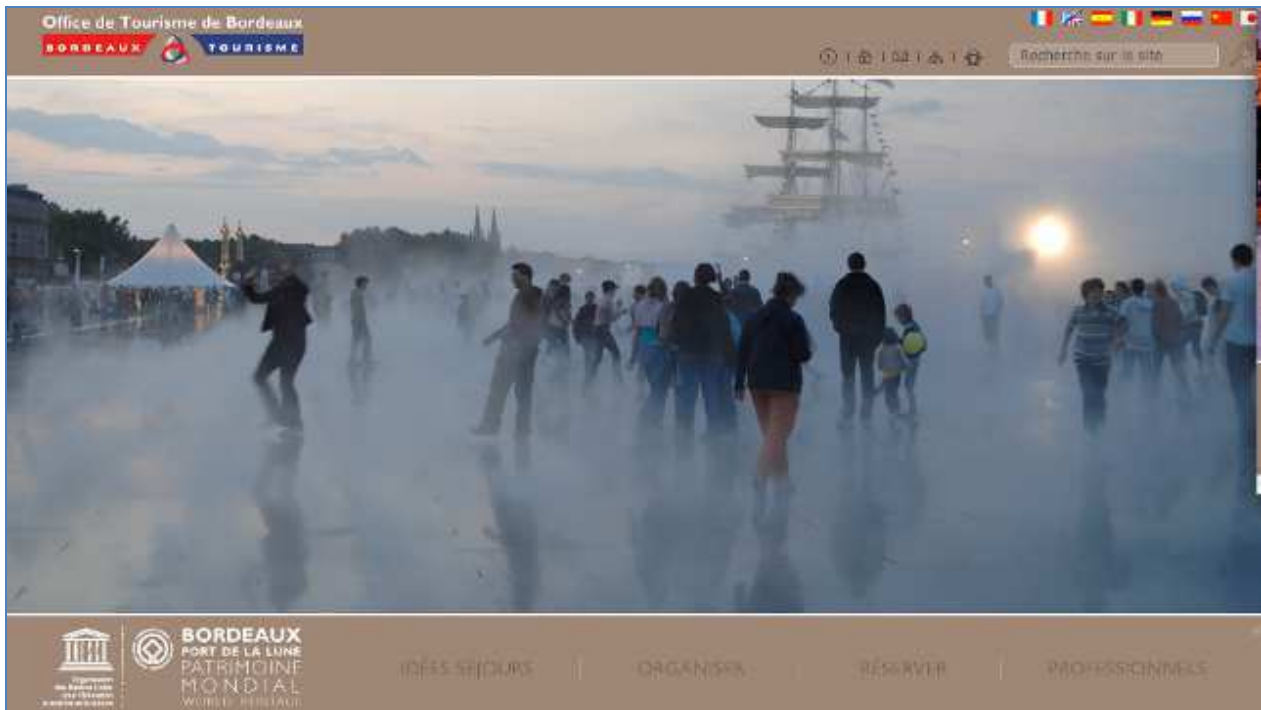 Office de Tourisme de Bordeaux
BORDEAUX TOURISME
Recherche sur le site
BORDEAUX
PORT DE LA LUNE
PATRIMOINE
MONDIAL
WORLD HERITAGE
IDÉES SÉJOURS
ORGANISER
RÉSERVER
PROFESSIONNELS